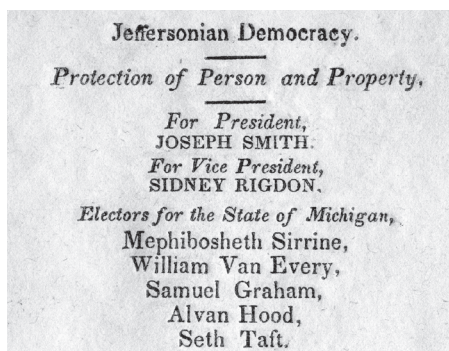 Jeffersonian Democracy.
Protection of Person and Property,
For President,
JOSEPH SMITH.
For Vice President,
SIDNEY RIGDON.
Electors for the State of Michigan,
Mephibosheth Sirrine,
William Van Every,
Samuel Graham,
Alvan Hood,
Seth Taft.